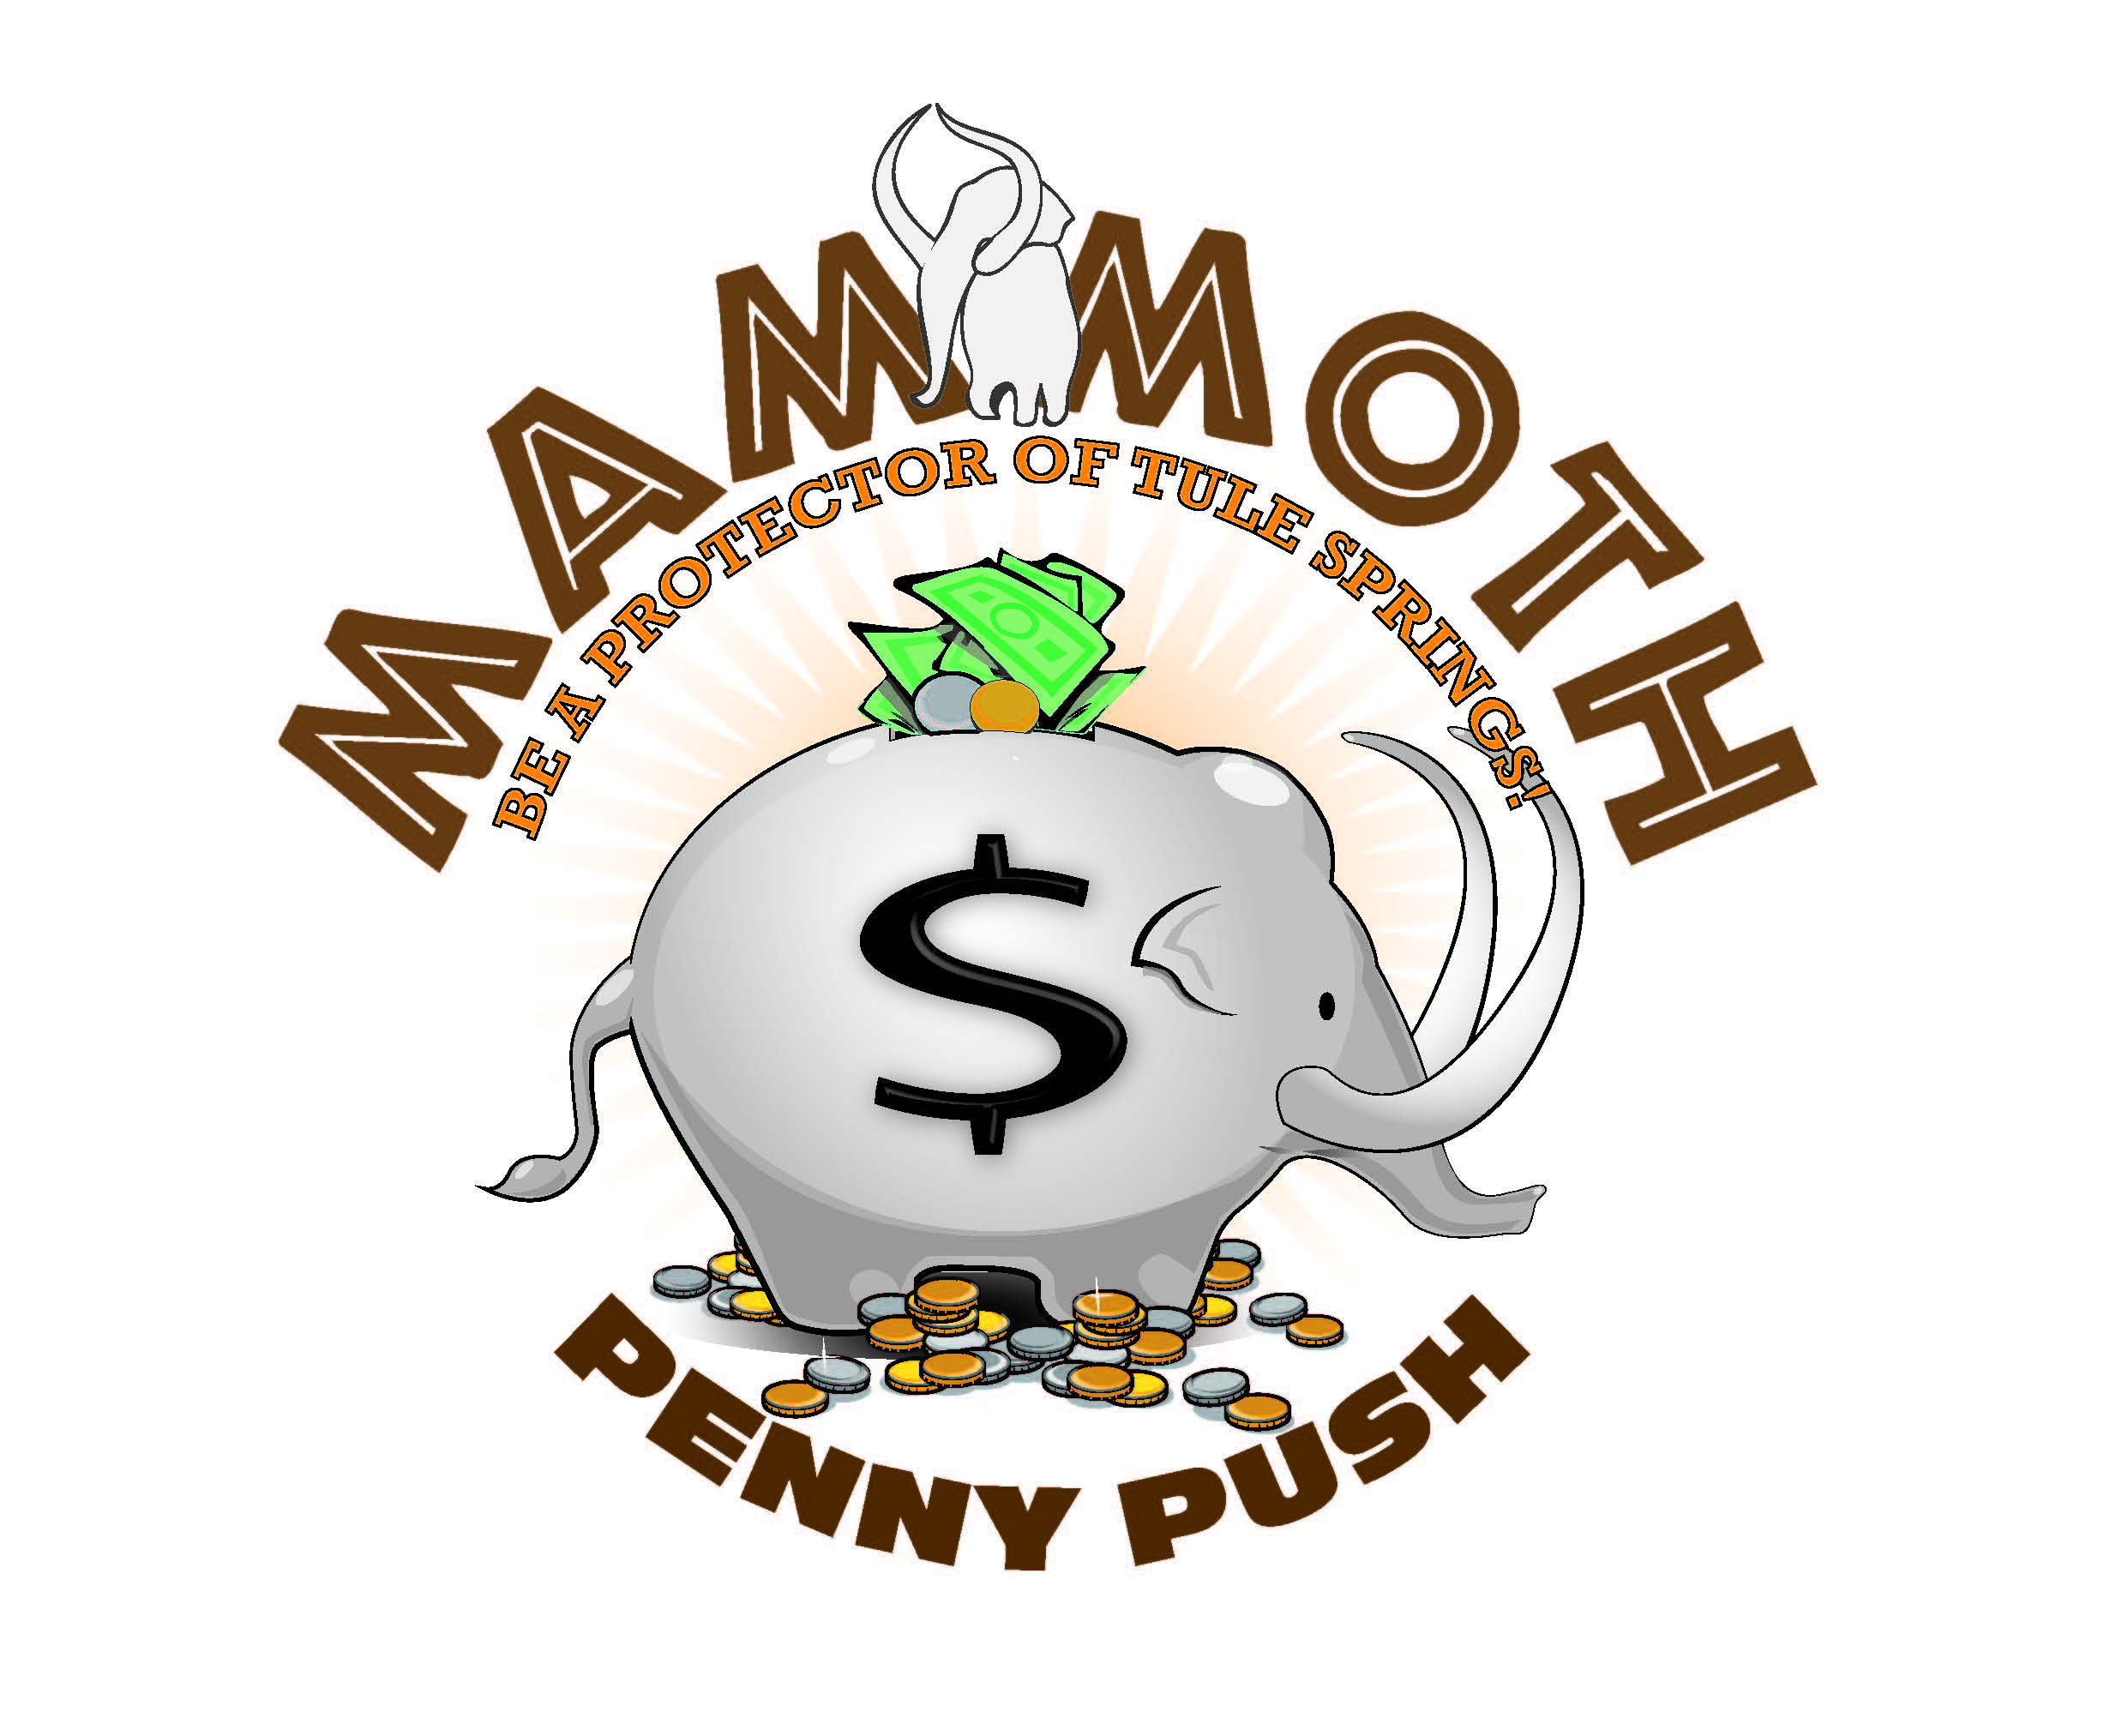 MAMMOTH
BE A PROTECTOR OF TULE SPRINGS!
$
PENNY PUSH